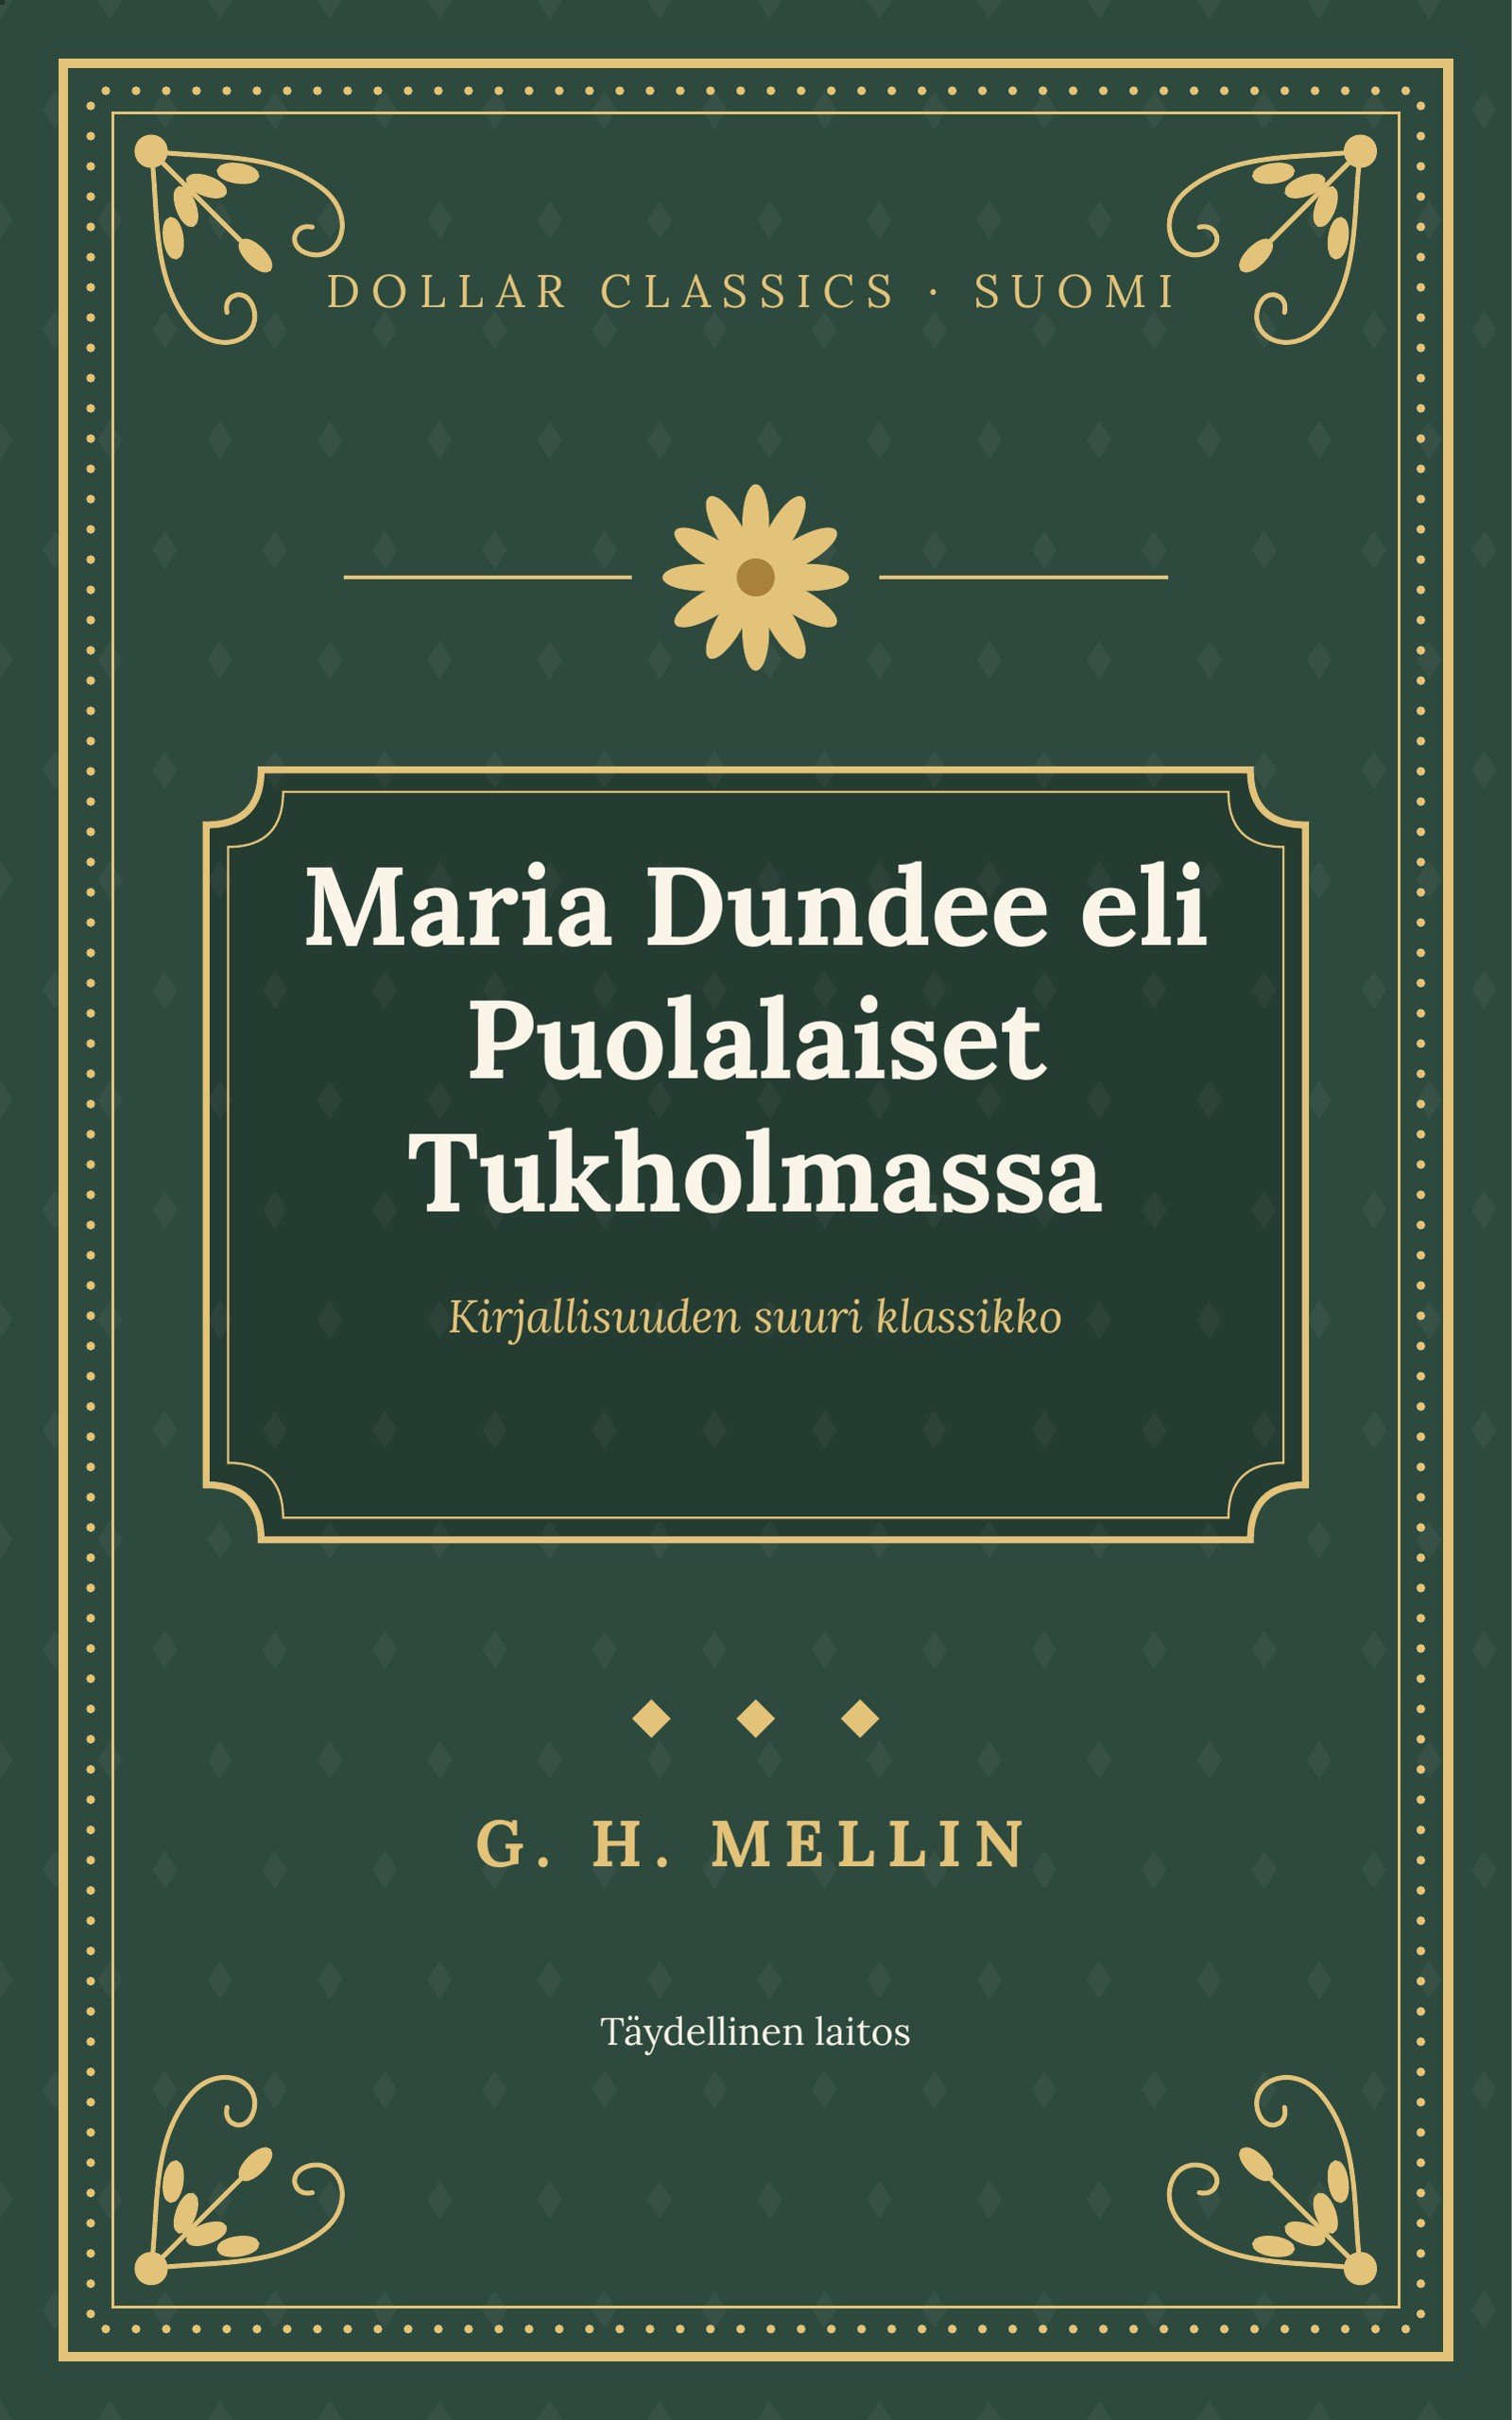 DOLLAR CLASSICS · SUOMI
Maria Dundee eli
Puolalaiset
Tukholmassa
Kirjallisuuden suuri klassikko
G. H. MELLIN
Täydellinen laitos